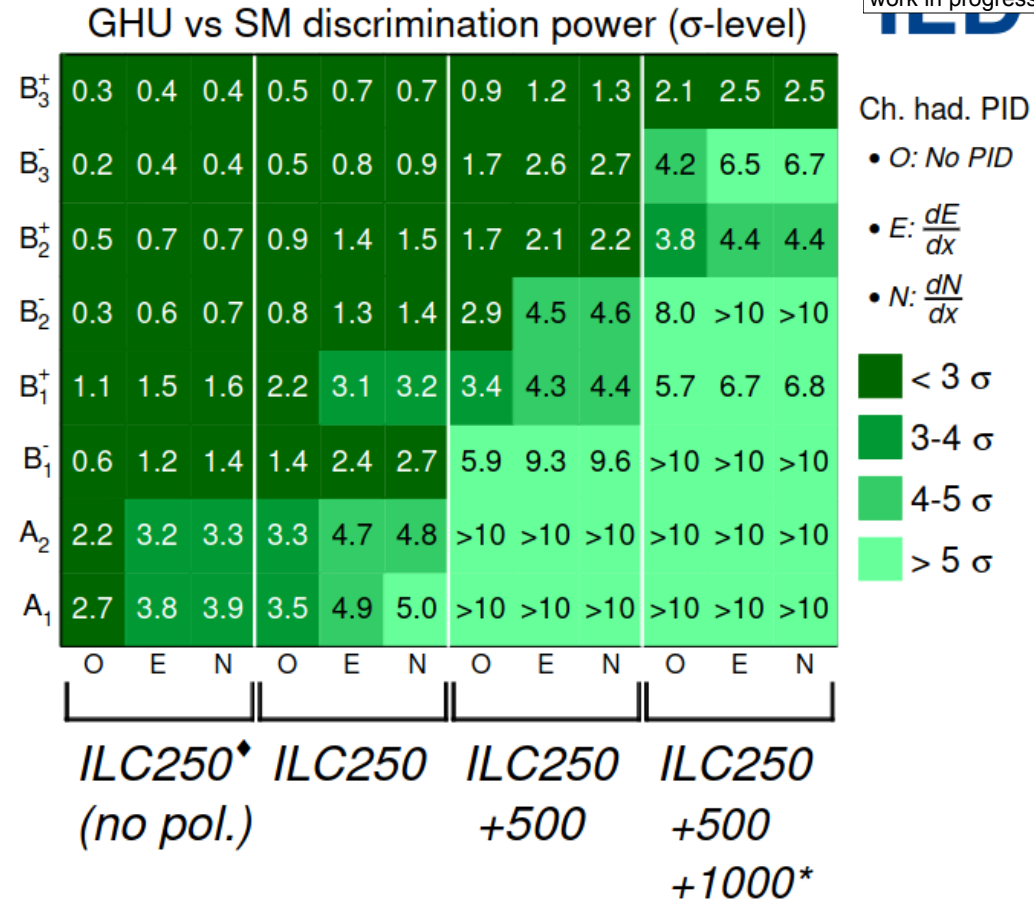 work in progress
GHU vs SM discrimination power (σ-level)
B₃⁺ 0.3 0.4 0.4 0.5 0.7 0.7 0.9 1.2 1.3 2.1 2.5 2.5
B₃⁻ 0.2 0.4 0.4 0.5 0.8 0.9 1.7 2.6 2.7 4.2 6.5 6.7
B₂⁺ 0.5 0.7 0.7 0.9 1.4 1.5 1.7 2.1 2.2 3.8 4.4 4.4
B₂⁻ 0.3 0.6 0.7 0.8 1.3 1.4 2.9 4.5 4.6 8.0 >10 >10
B₁⁺ 1.1 1.5 1.6 2.2 3.1 3.2 3.4 4.3 4.4 5.7 6.7 6.8
B₁⁻ 0.6 1.2 1.4 1.4 2.4 2.7 5.9 9.3 9.6 >10 >10 >10
A₂ 2.2 3.2 3.3 3.3 4.7 4.8 >10 >10 >10 >10 >10 >10
A₁ 2.7 3.8 3.9 3.5 4.9 5.0 >10 >10 >10 >10 >10 >10
O E N O E N O E N O E N
ILC250♦
(no pol.)
ILC250
ILC250
+500
ILC250
+500
+1000*
Ch. had. PID
• O: No PID
• E: dE/dx
• N: dN/dx
< 3 σ
3-4 σ
4-5 σ
> 5 σ